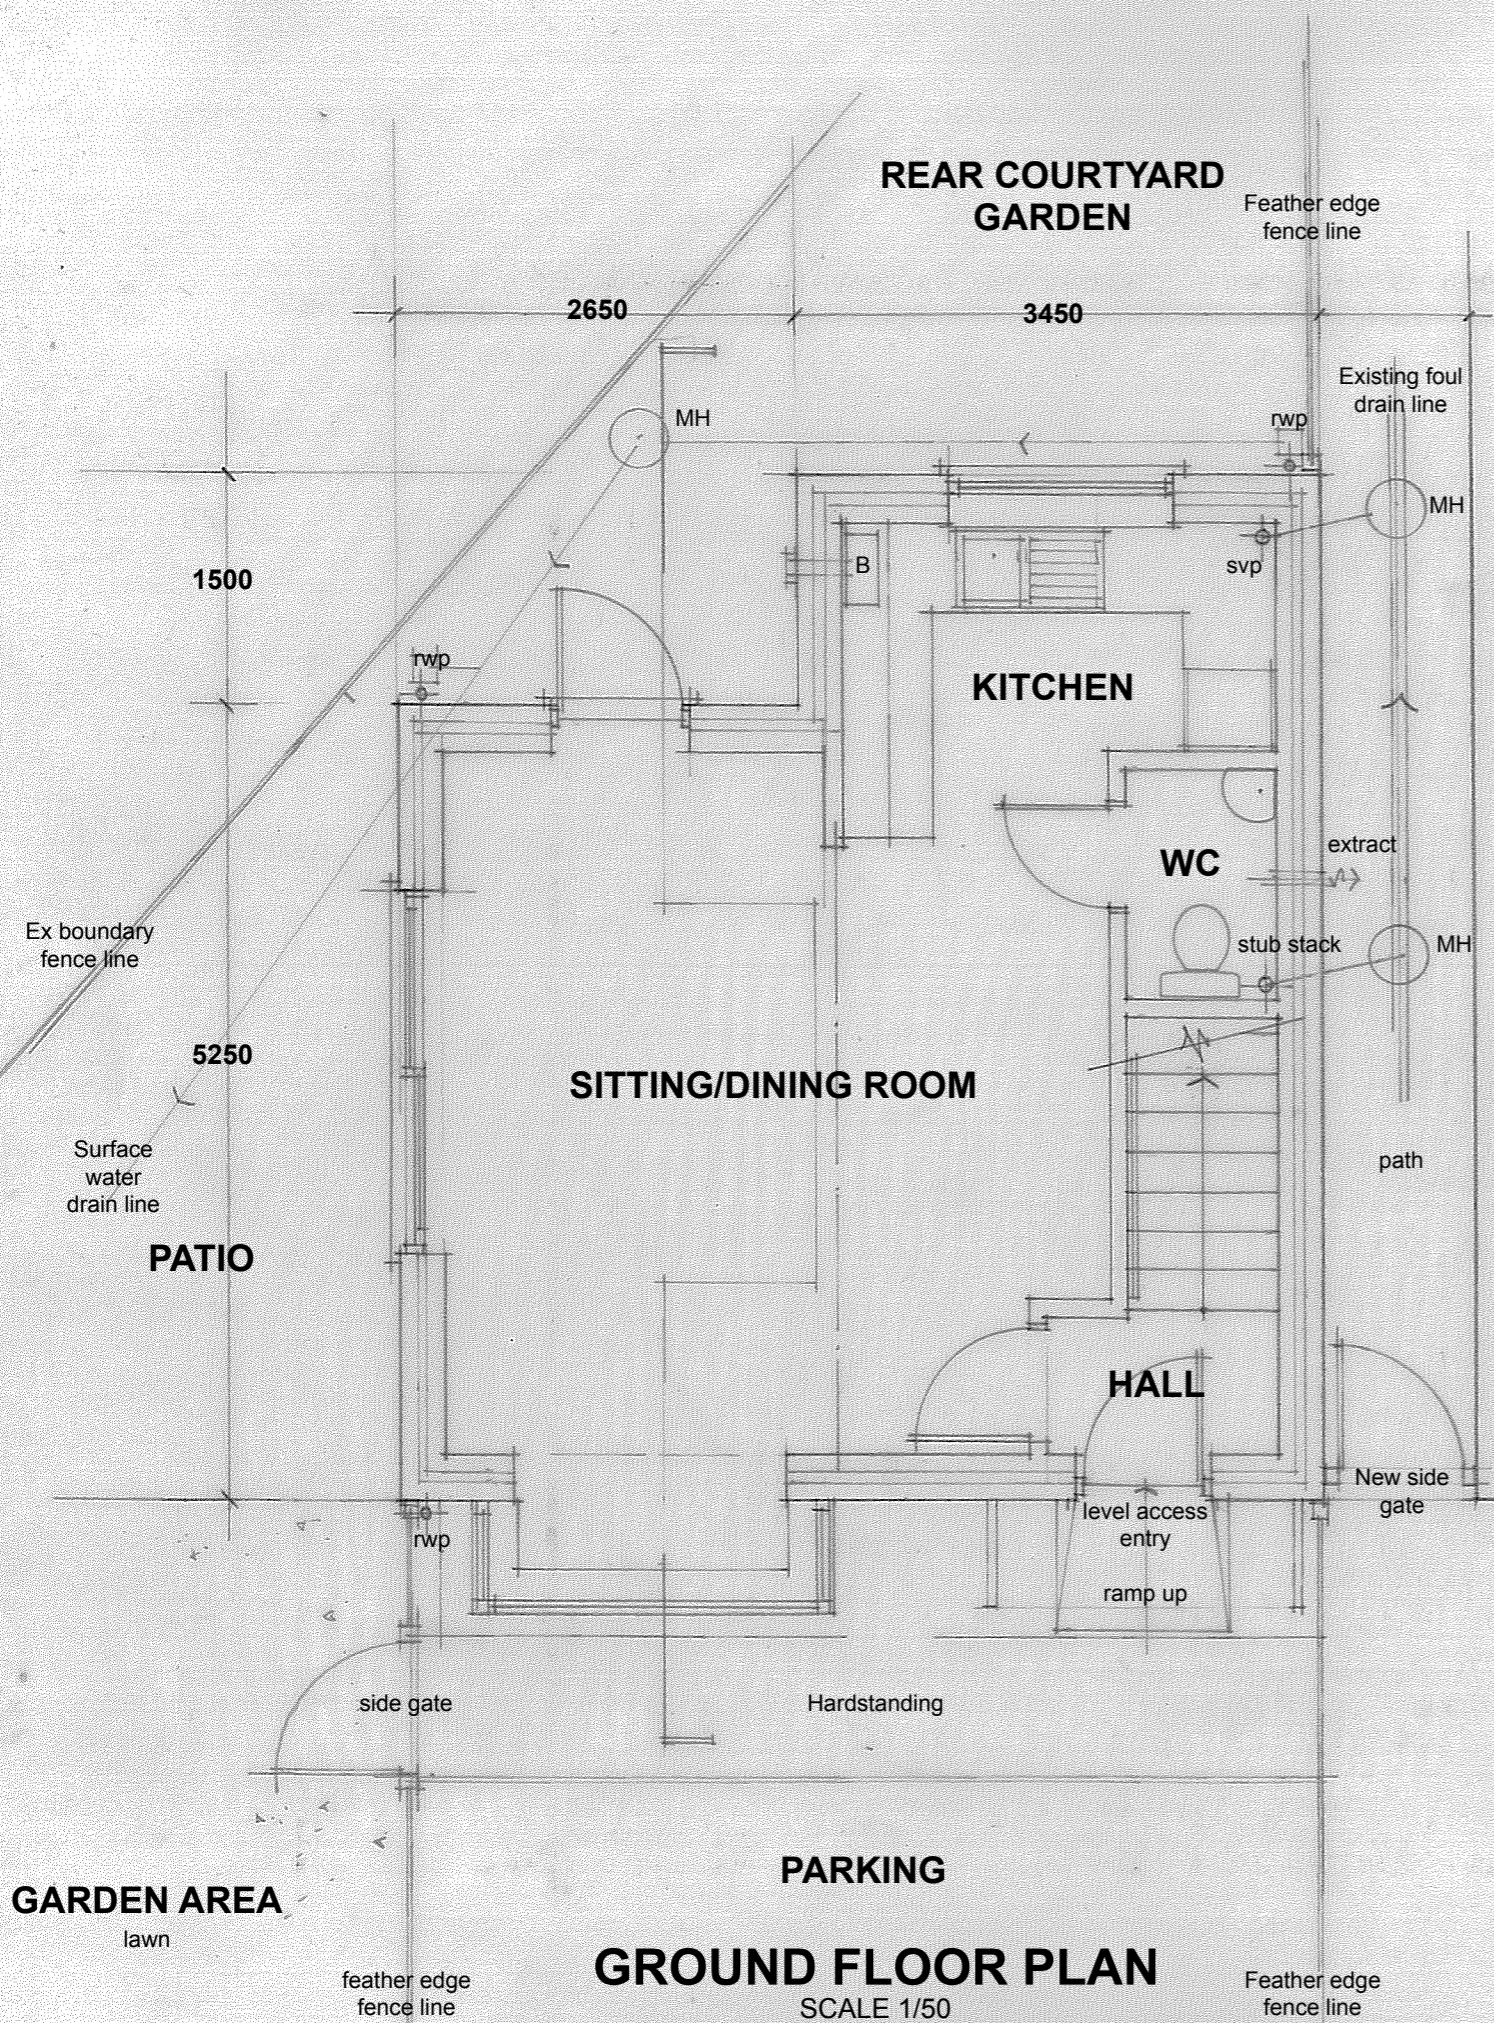 REAR COURTYARD
GARDEN
Feather edge
fence line
2650
3450
Existing foul
drain line
MH
rwp
MH
1500
B
svp
rwp
KITCHEN
WC
extract
Ex boundary
fence line
stub stack
MH
5250
SITTING/DINING ROOM
Surface
water
drain line
path
PATIO
HALL
New side
gate
level access
entry
rwp
ramp up
side gate
Hardstanding
PARKING
GARDEN AREA
lawn
GROUND FLOOR PLAN
SCALE 1/50
feather edge
fence line
Feather edge
fence line